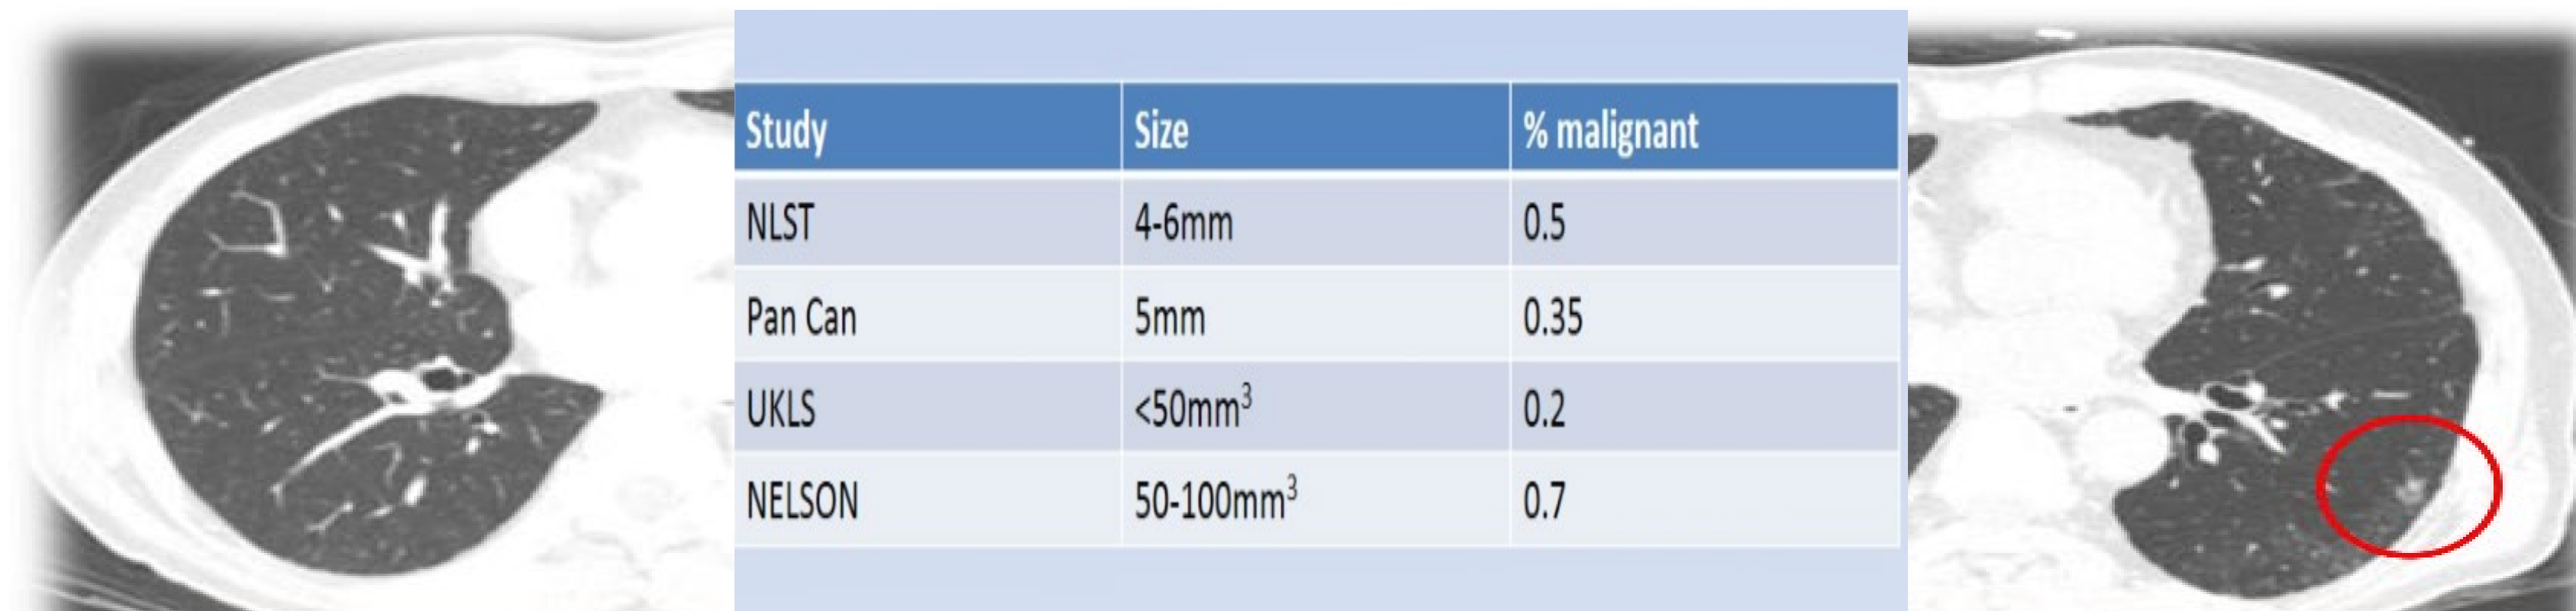 Study Size % malignant
NLST 4-6mm 0.5
Pan Can 5mm 0.35
UKLS <50mm³ 0.2
NELSON 50-100mm³ 0.7